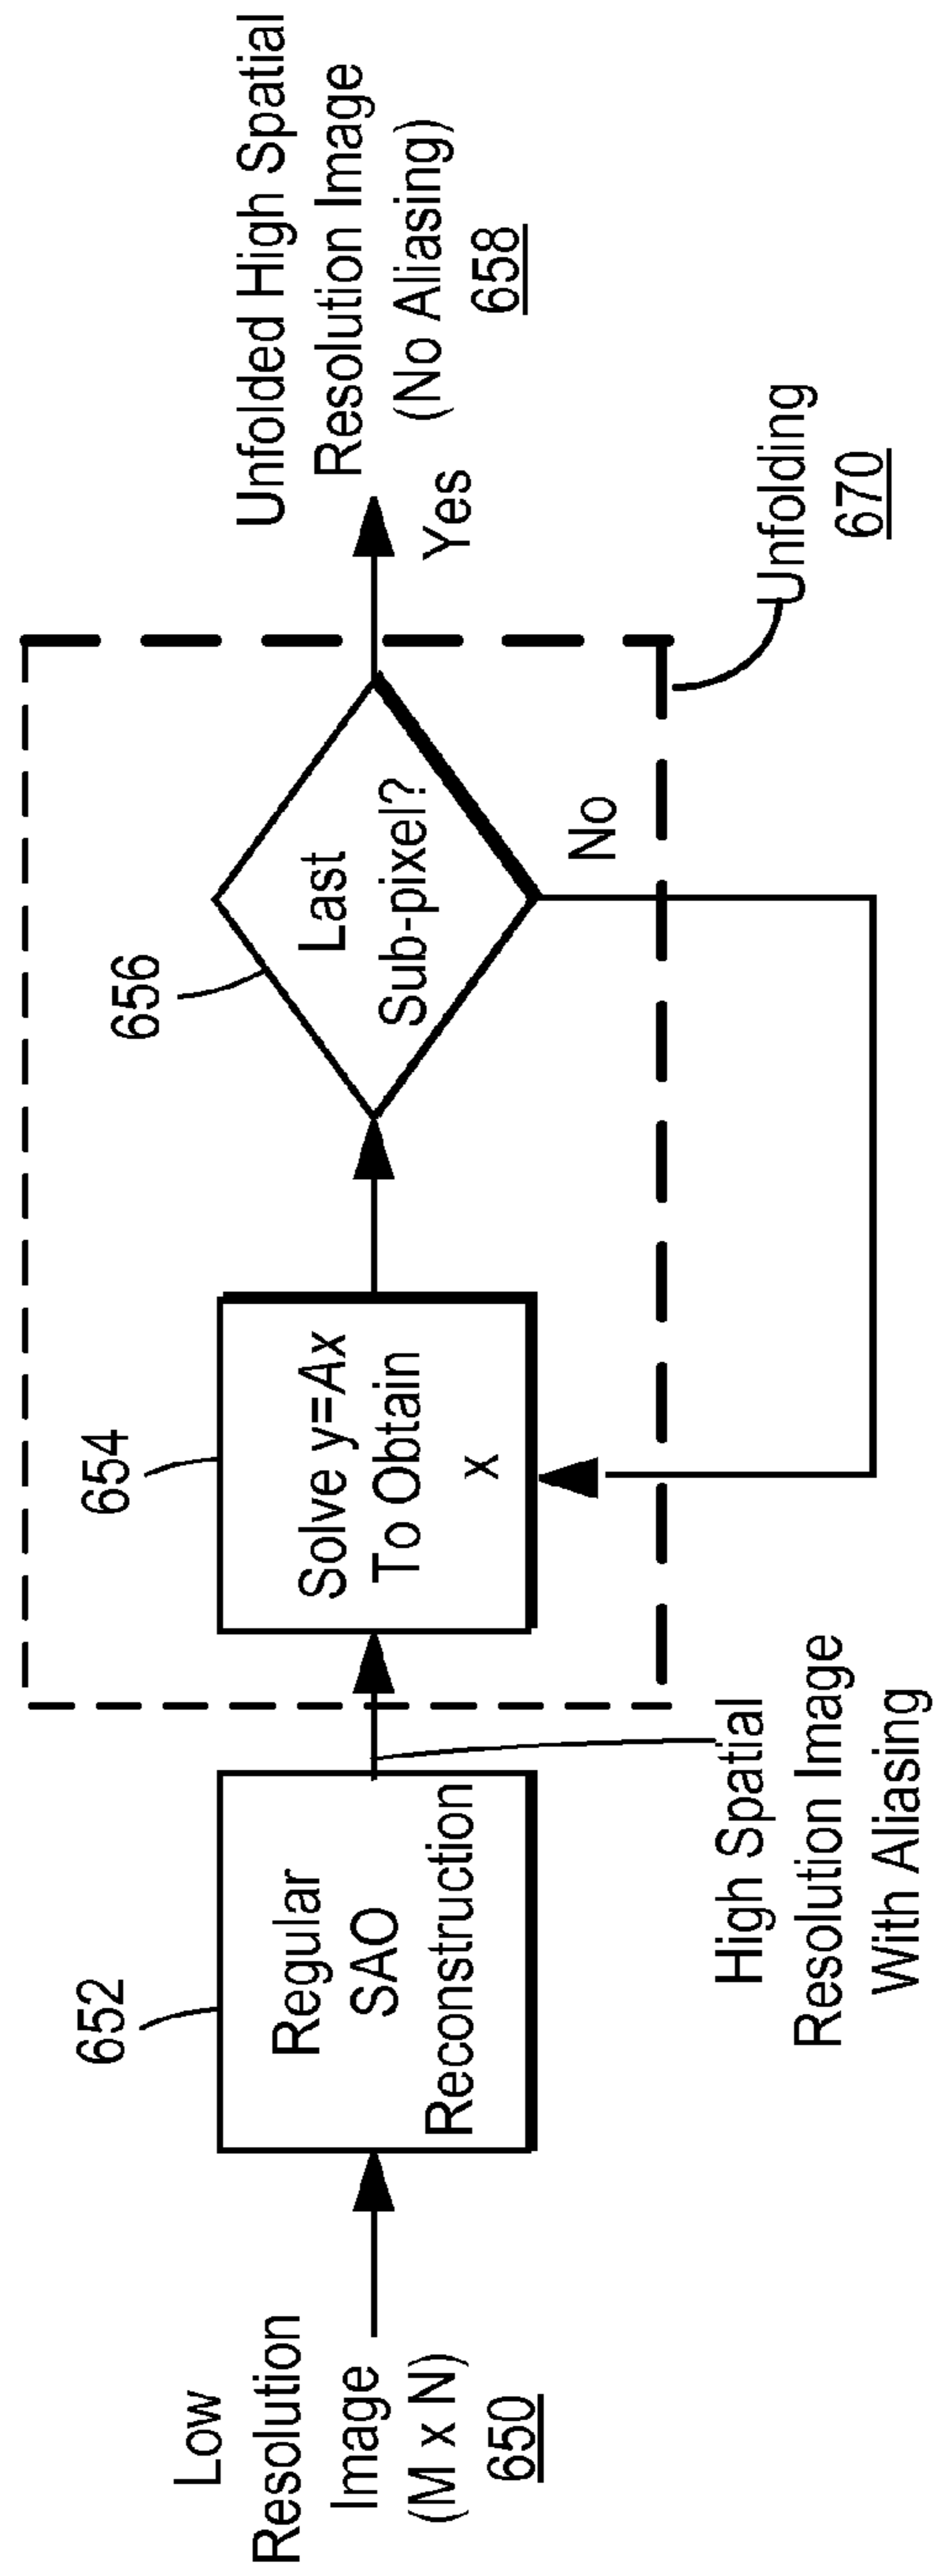 Low
Resolution
Image
(M x N)
650
652
Regular
SAO
Reconstruction
High Spatial
Resolution Image
With Aliasing
654
Solve y=Ax
To Obtain
x
656
Last
Sub-pixel?
No
Yes
Unfolding
670
Unfolded High Spatial
Resolution Image
(No Aliasing)
658